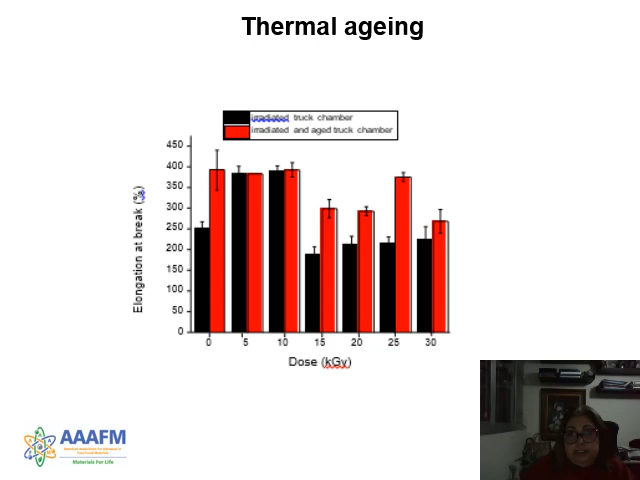 Thermal ageing
irradiated truck chamber
irradiated and aged truck chamber
450
400
350
300
250
200
150
100
50
0
Elongation at break (%)
0 5 10 15 20 25 30
Dose (kGy)
AAAFM
Materials For Life